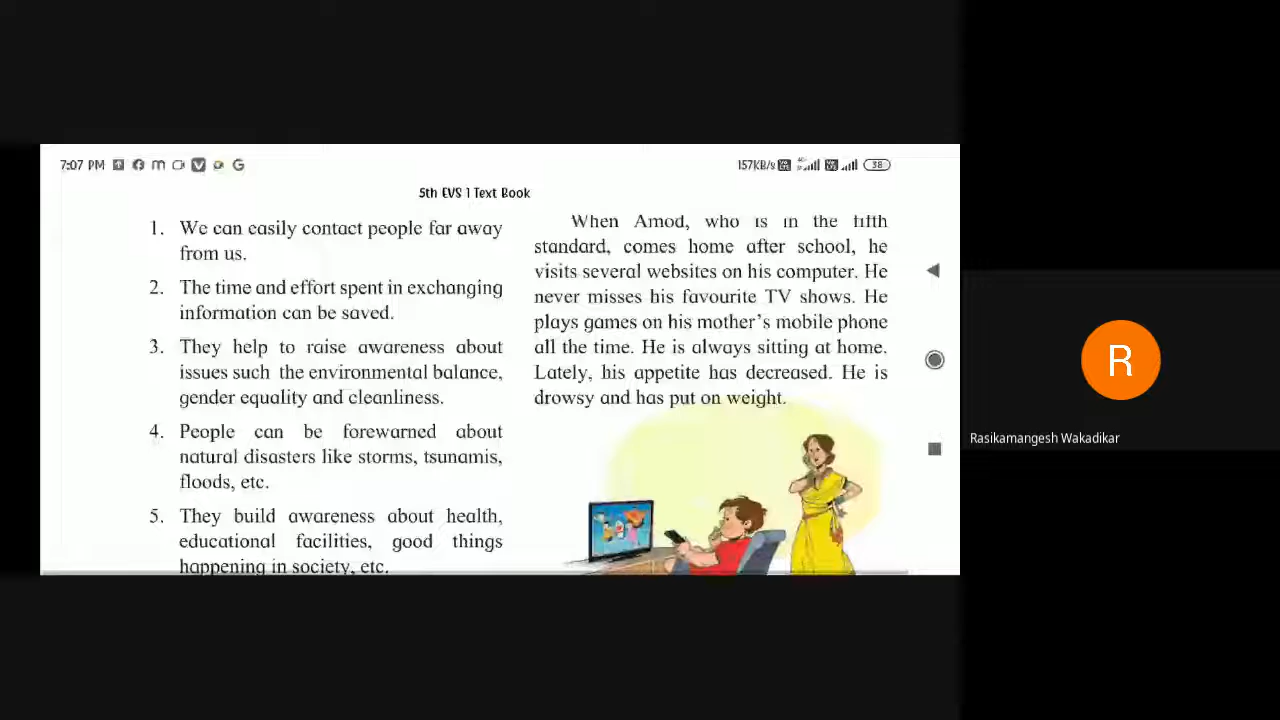 7:07 PM
157KB/s
38
5th EVS 1 Text Book
1. We can easily contact people far away
from us.
2. The time and effort spent in exchanging
information can be saved.
3. They help to raise awareness about
issues such the environmental balance,
gender equality and cleanliness.
4. People can be forewarned about
natural disasters like storms, tsunamis,
floods, etc.
5. They build awareness about health,
educational facilities, good things
happening in society, etc.
When Amod, who is in the fifth
standard, comes home after school, he
visits several websites on his computer. He
never misses his favourite TV shows. He
plays games on his mother's mobile phone
all the time. He is always sitting at home.
Lately, his appetite has decreased. He is
drowsy and has put on weight.
R
Rasikamangesh Wakadikar